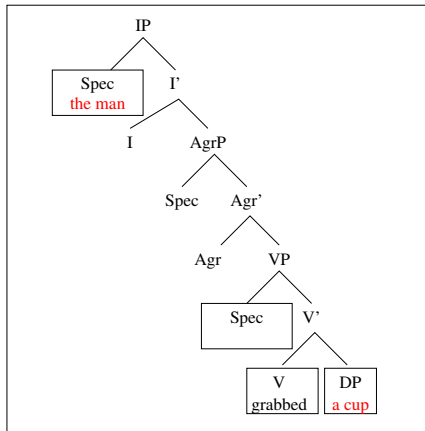 IP
Spec I'
the man
I AgrP
Spec Agr'
Agr VP
Spec V'
V DP
grabbed a cup